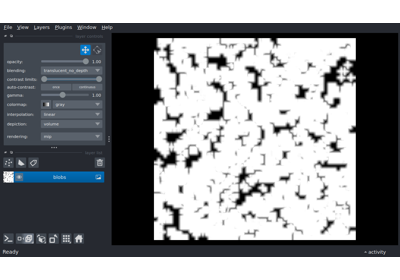 File View Layers Plugins Window Help
opacity: 1.00
blending: translucent_no_depth
contrast limits:
auto-contrast: once continuous
gamma: 1.00
colormap: gray
interpolation: linear
depiction: volume
rendering: mip
blobs
Ready activity